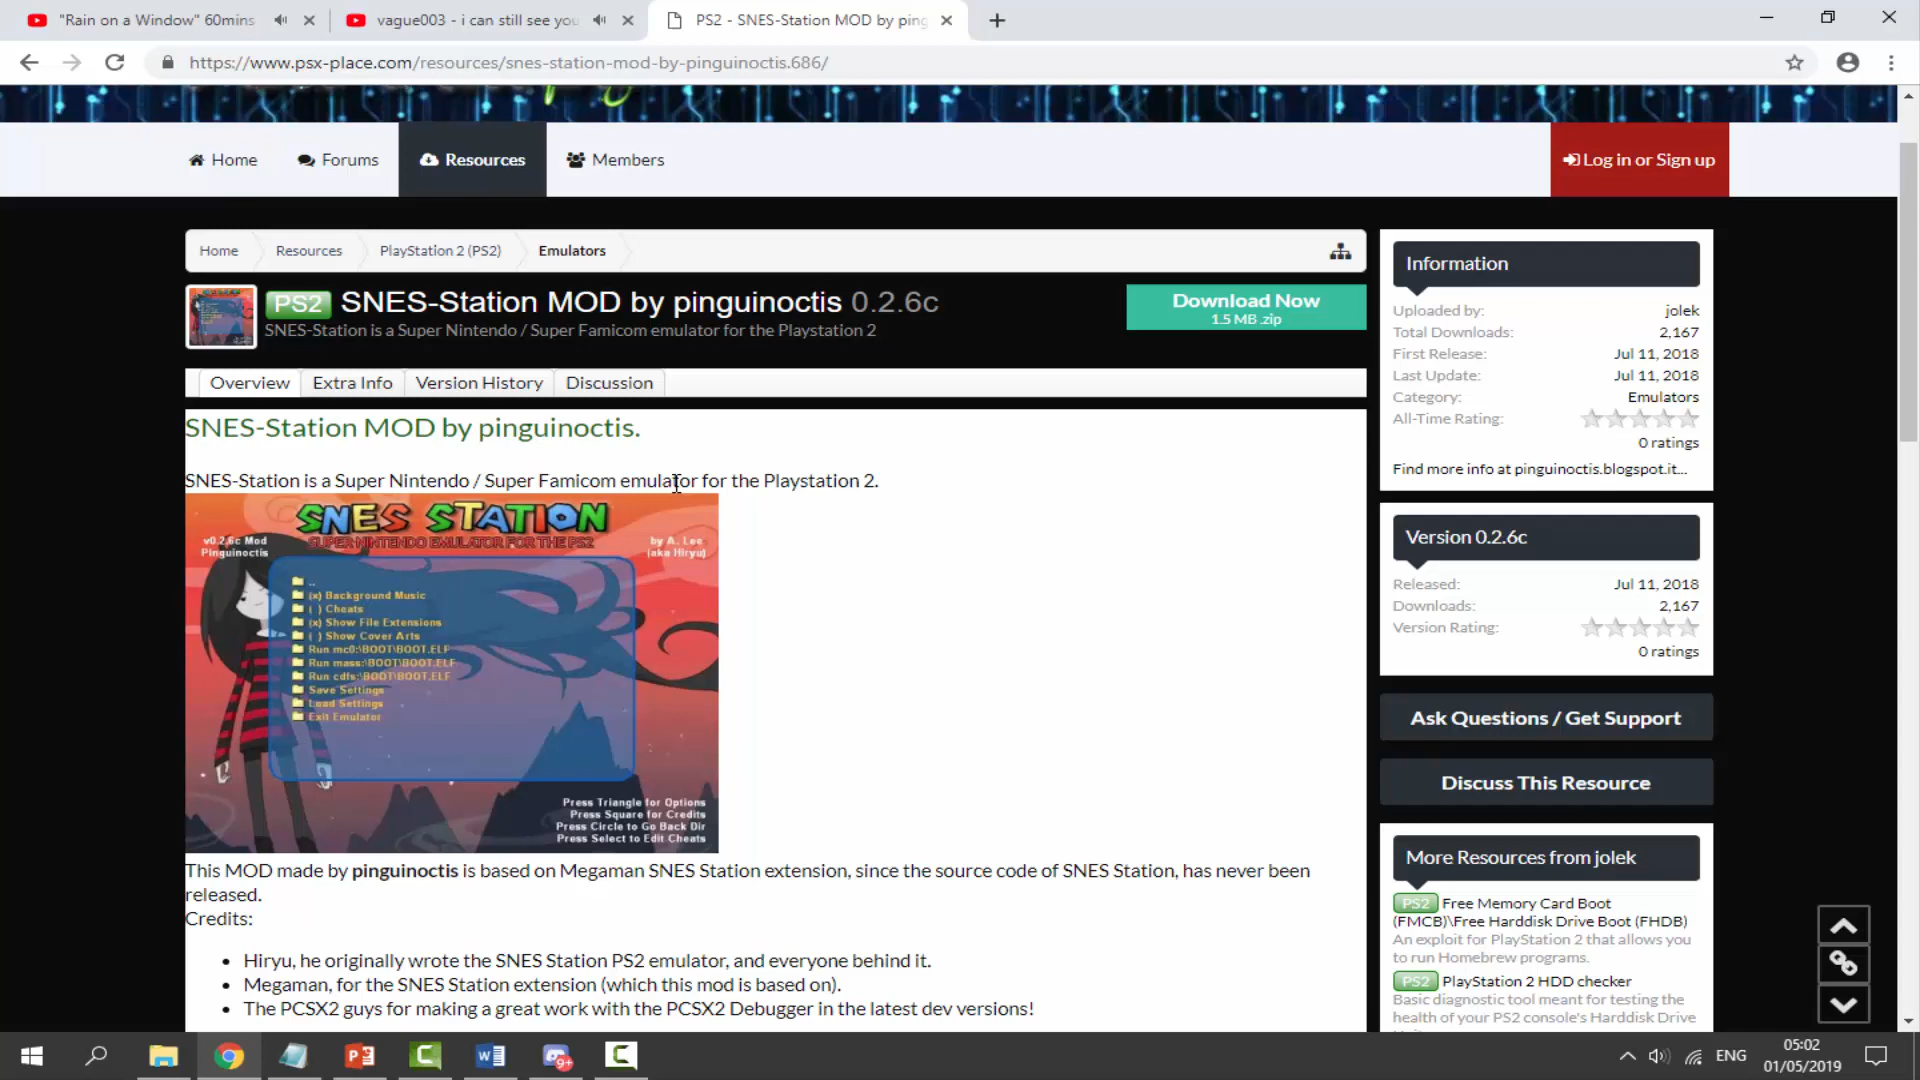 "Rain on a Window" 60mins
vague003 - i can still see you
PS2 - SNES-Station MOD by ping
https://www.psx-place.com/resources/snes-station-mod-by-pinguinoctis.686/
Home
Forums
Resources
Members
Log in or Sign up
Home
Resources
PlayStation 2 (PS2)
Emulators
PS2 SNES-Station MOD by pinguinoctis 0.2.6c
SNES-Station is a Super Nintendo / Super Famicom emulator for the Playstation 2
Download Now
1.5 MB .zip
Overview
Extra Info
Version History
Discussion
SNES-Station MOD by pinguinoctis.
SNES-Station is a Super Nintendo / Super Famicom emulator for the Playstation 2.
SNES STATION
SUPER NINTENDO EMULATOR FOR THE PS2
v0.2.6c Mod
Pinguinoctis
by A. Lee
(aka Hiryu)
..
(x) Background Music
( ) Cheats
(x) Show File Extensions
( ) Show Cover Arts
Run mc0:\BOOT\BOOT.ELF
Run mass:\BOOT\BOOT.ELF
Run cdfs:\BOOT\BOOT.ELF
Save Settings
Load Settings
Exit Emulator
Press Triangle for Options
Press Square for Credits
Press Circle to Go Back Dir
Press Select to Edit Cheats
This MOD made by pinguinoctis is based on Megaman SNES Station extension, since the source code of SNES Station, has never been
released.
Credits:
• Hiryu, he originally wrote the SNES Station PS2 emulator, and everyone behind it.
• Megaman, for the SNES Station extension (which this mod is based on).
• The PCSX2 guys for making a great work with the PCSX2 Debugger in the latest dev versions!
Information
Uploaded by: jolek
Total Downloads: 2,167
First Release: Jul 11, 2018
Last Update: Jul 11, 2018
Category: Emulators
All-Time Rating:
0 ratings
Find more info at pinguinoctis.blogspot.it...
Version 0.2.6c
Released: Jul 11, 2018
Downloads: 2,167
Version Rating:
0 ratings
Ask Questions / Get Support
Discuss This Resource
More Resources from jolek
PS2 Free Memory Card Boot
(FMCB)\Free Harddisk Drive Boot (FHDB)
An exploit for PlayStation 2 that allows you
to run Homebrew programs.
PS2 PlayStation 2 HDD checker
Basic diagnostic tool meant for testing the
health of your PS2 console's Harddisk Drive
9+
ENG
05:02
01/05/2019